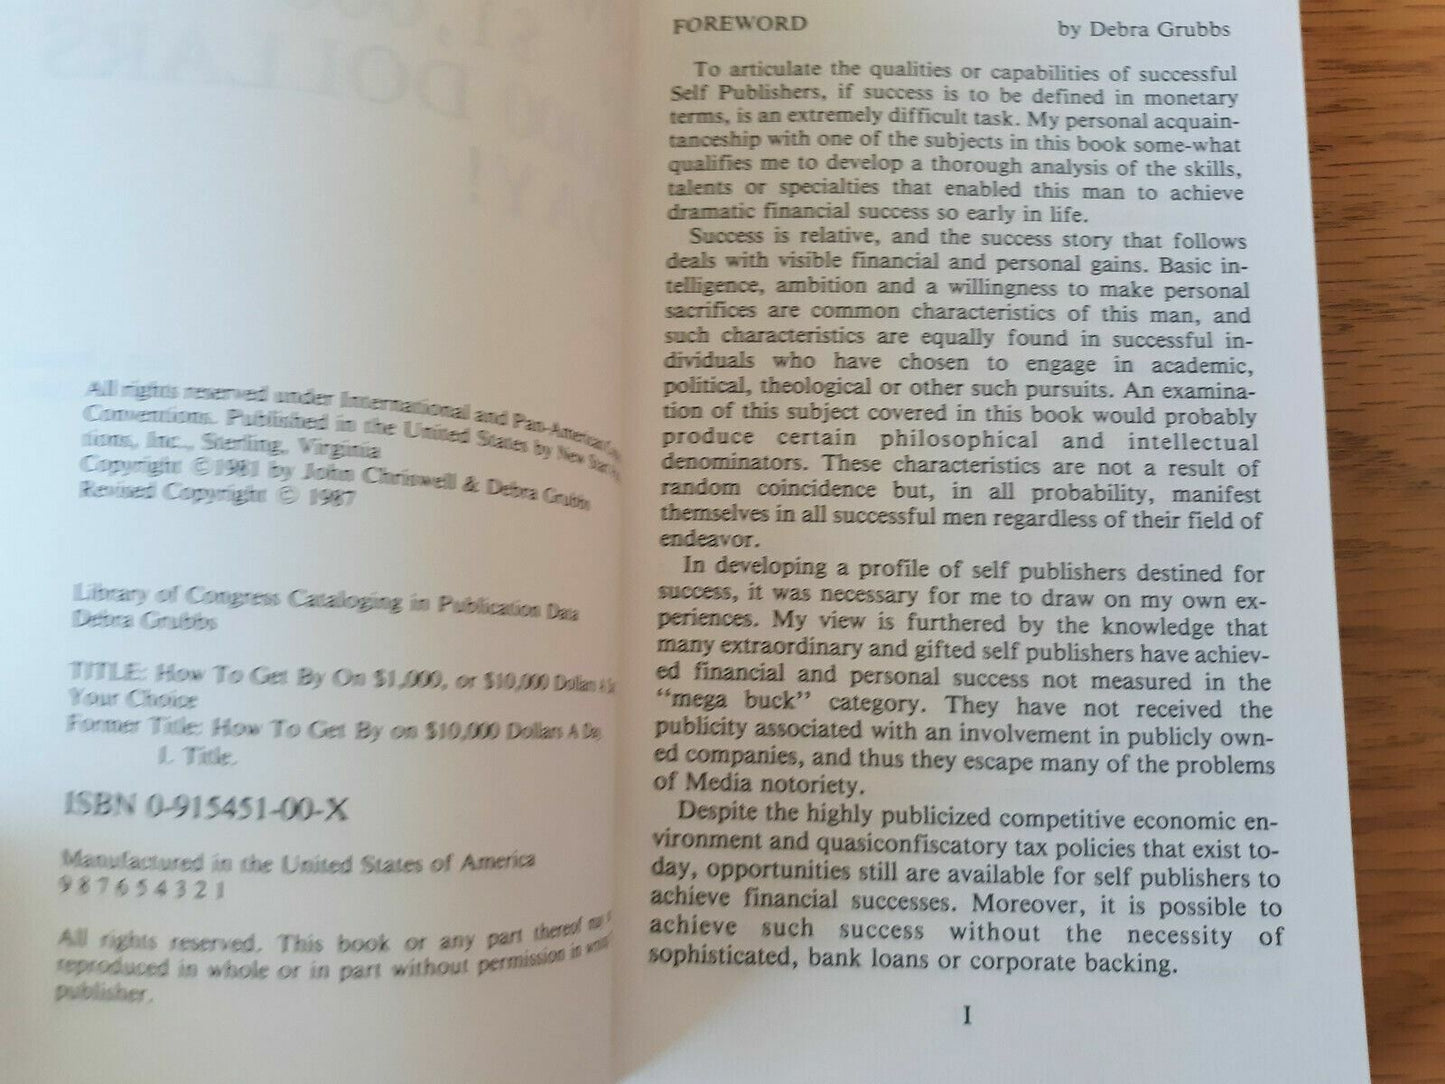 DOLLARS
All rights reserved under International and Pan-American
Conventions. Published in the United States by New
tions, Inc., Sterling, Virginia
Copyright ©1981 by John Chriswell & Debra Grubbs
Revised Copyright © 1987
Library of Congress Cataloging in Publication Data
Debra Grubbs
TITLE: How To Get By On $1,000, or $10,000 Dollars A
Your Choice
Former Title: How To Get By on $10,000 Dollars A Day
1. Title.
ISBN 0-915451-00-X
Manufactured in the United States of America
9 8 7 6 5 4 3 2 1
All rights reserved. This book or any part thereof
reproduced in whole or in part without permission in
publisher.
FOREWORD by Debra Grubbs
To articulate the qualities or capabilities of successful
Self Publishers, if success is to be defined in monetary
terms, is an extremely difficult task. My personal acquain-
tanceship with one of the subjects in this book some-what
qualifies me to develop a thorough analysis of the skills,
talents or specialties that enabled this man to achieve
dramatic financial success so early in life.
Success is relative, and the success story that follows
deals with visible financial and personal gains. Basic in-
telligence, ambition and a willingness to make personal
sacrifices are common characteristics of this man, and
such characteristics are equally found in successful in-
dividuals who have chosen to engage in academic,
political, theological or other such pursuits. An examina-
tion of this subject covered in this book would probably
produce certain philosophical and intellectual
denominators. These characteristics are not a result of
random coincidence but, in all probability, manifest
themselves in all successful men regardless of their field of
endeavor.
In developing a profile of self publishers destined for
success, it was necessary for me to draw on my own ex-
periences. My view is furthered by the knowledge that
many extraordinary and gifted self publishers have achiev-
ed financial and personal success not measured in the
“mega buck” category. They have not received the
publicity associated with an involvement in publicly own-
ed companies, and thus they escape many of the problems
of Media notoriety.
Despite the highly publicized competitive economic en-
vironment and quasiconfiscatory tax policies that exist to-
day, opportunities still are available for self publishers to
achieve financial successes. Moreover, it is possible to
achieve such success without the necessity of
sophisticated, bank loans or corporate backing.
I